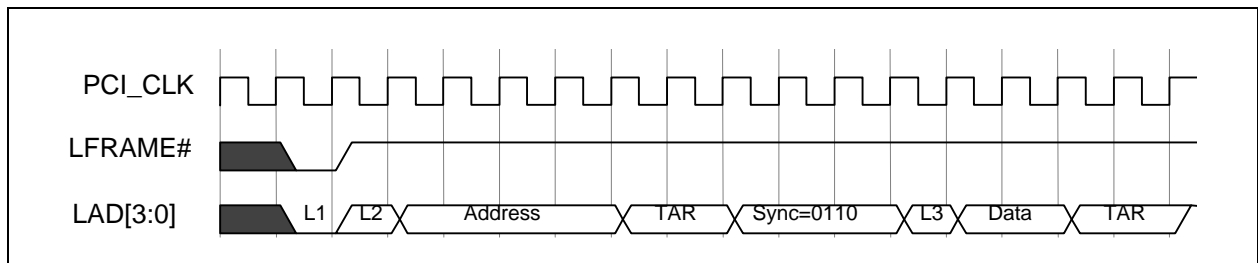 PCI_CLK
LFRAME#
LAD[3:0] L1 L2 Address TAR Sync=0110 L3 Data TAR